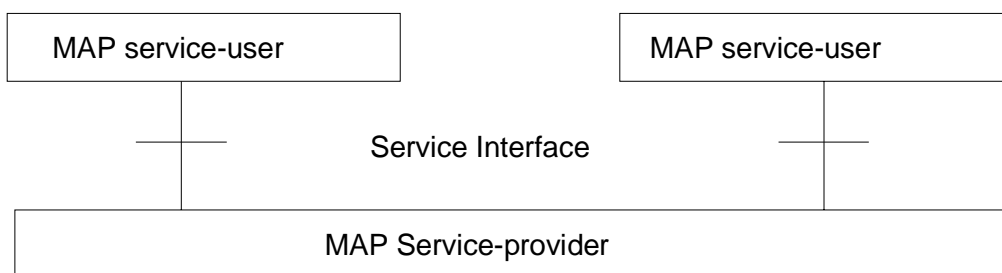 MAP service-user
MAP service-user
Service Interface
MAP Service-provider